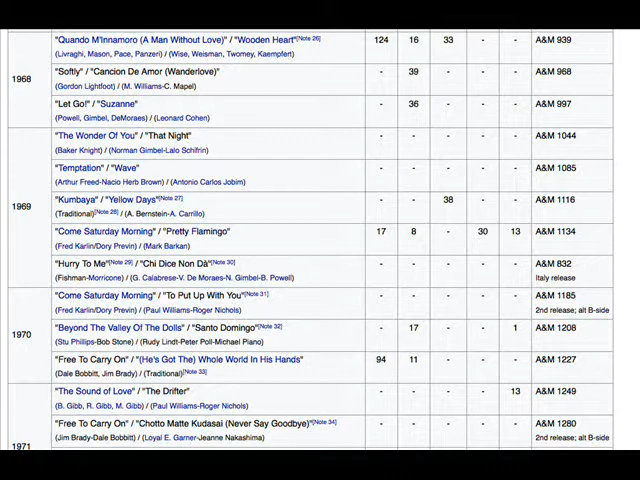 "Quando M'Innamoro (A Man Without Love)" / "Wooden Heart"[Note 26] 124 16 33 - - A&M 939
(Livraghi, Mason, Pace, Panzeri) / (Wise, Weisman, Twomey, Kaempfert)
1968 "Softly" / "Cancion De Amor (Wanderlove)" - 39 - - - A&M 968
(Gordon Lightfoot) / (M. Williams-C. Mapel)
"Let Go!" / "Suzanne" - 36 - - - A&M 997
(Powell, Gimbel, DeMoraes) / (Leonard Cohen)
"The Wonder Of You" / "That Night" - - - - - A&M 1044
(Baker Knight) / (Norman Gimbel-Lalo Schifrin)
"Temptation" / "Wave" - - - - - A&M 1085
(Arthur Freed-Nacio Herb Brown) / (Antonio Carlos Jobim)
1969 "Kumbaya" / "Yellow Days"[Note 27] - - 38 - - A&M 1116
(Traditional)[Note 28] / (A. Bernstein-A. Carrillo)
"Come Saturday Morning" / "Pretty Flamingo" 17 8 - 30 13 A&M 1134
(Fred Karlin/Dory Previn) / (Mark Barkan)
"Hurry To Me"[Note 29] / "Chi Dice Non Dà"[Note 30] - - - - - A&M 832
(Fishman-Morricone) / (G. Calabrese-V. De Moraes-N. Gimbel-B. Powell) Italy release
"Come Saturday Morning" / "To Put Up With You"[Note 31] - - - - - A&M 1185
(Fred Karlin/Dory Previn) / (Paul Williams-Roger Nichols) 2nd release; alt B-side
1970 "Beyond The Valley Of The Dolls" / "Santo Domingo"[Note 32] - 17 - - 1 A&M 1208
(Stu Phillips-Bob Stone) / (Rudy Lindt-Peter Poll-Michael Piano)
"Free To Carry On" / "(He's Got The) Whole World In His Hands" 94 11 - - - A&M 1227
(Dale Bobbitt, Jim Brady) / (Traditional)[Note 33]
"The Sound of Love" / "The Drifter" - - - - 13 A&M 1249
(B. Gibb, R. Gibb, M. Gibb) / (Paul Williams-Roger Nichols)
"Free To Carry On" / "Chotto Matte Kudasai (Never Say Goodbye)"[Note 34] - - - - - A&M 1280
(Jim Brady-Dale Bobbitt) / (Loyal E. Garner-Jeanne Nakashima) 2nd release; alt B-side
1971